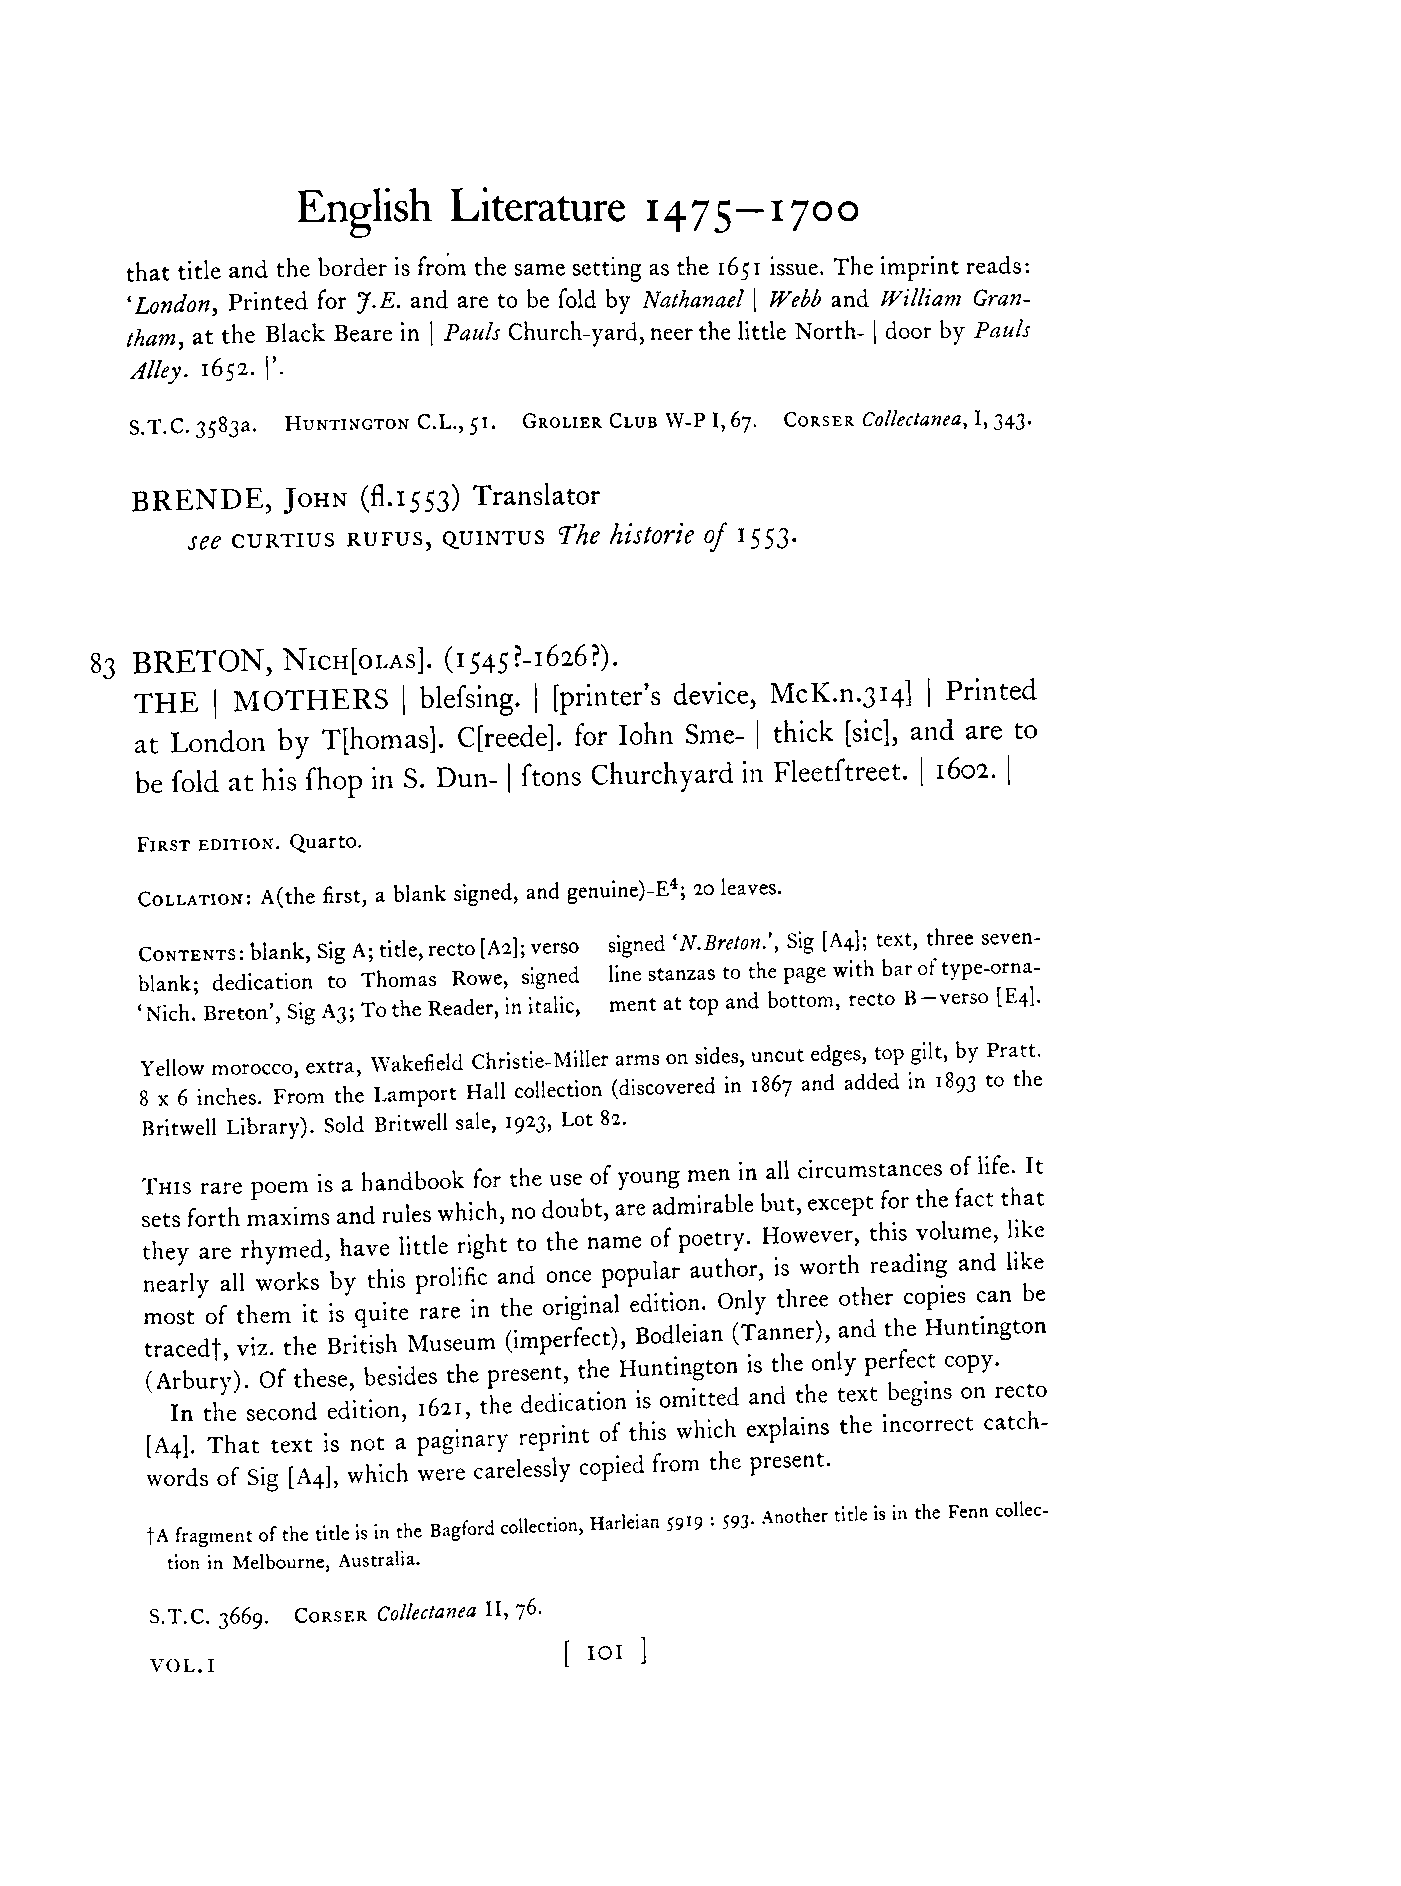 English Literature 1475–1700
that title and the border is from the same setting as the 1651 issue. The imprint reads:
‘London, Printed for J.E. and are to be ſold by Nathanael | Webb and William Gran-
tham, at the Black Beare in | Pauls Church-yard, neer the little North- | door by Pauls
Alley. 1652. |’.
S.T.C. 3583a. HUNTINGTON C.L., 51. GROLIER CLUB W-P I, 67. CORSER Collectanea, I, 343.
BRENDE, JOHN (fl.1553) Translator
see CURTIUS RUFUS, QUINTUS The historie of 1553.
83 BRETON, NICH[OLAS]. (1545?-1626?).
THE | MOTHERS | bleſsing. | [printer's device, McK.n.314] | Printed
at London by T[homas]. C[reede]. for Iohn Sme- | thick [sic], and are to
be ſold at his ſhop in S. Dun- | ſtons Churchyard in Fleetſtreet. | 1602. |
FIRST EDITION. Quarto.
COLLATION: A(the first, a blank signed, and genuine)-E⁴; 20 leaves.
CONTENTS: blank, Sig A; title, recto [A2]; verso
blank; dedication to Thomas Rowe, signed
‘Nich. Breton’, Sig A3; To the Reader, in italic,
signed ‘N.Breton.’, Sig [A4]; text, three seven-
line stanzas to the page with bar of type-orna-
ment at top and bottom, recto B—verso [E4].
Yellow morocco, extra, Wakefield Christie-Miller arms on sides, uncut edges, top gilt, by Pratt.
8 x 6 inches. From the Lamport Hall collection (discovered in 1867 and added in 1893 to the
Britwell Library). Sold Britwell sale, 1923, Lot 82.
THIS rare poem is a handbook for the use of young men in all circumstances of life. It
sets forth maxims and rules which, no doubt, are admirable but, except for the fact that
they are rhymed, have little right to the name of poetry. However, this volume, like
nearly all works by this prolific and once popular author, is worth reading and like
most of them it is quite rare in the original edition. Only three other copies can be
traced†, viz. the British Museum (imperfect), Bodleian (Tanner), and the Huntington
(Arbury). Of these, besides the present, the Huntington is the only perfect copy.
In the second edition, 1621, the dedication is omitted and the text begins on recto
[A4]. That text is not a paginary reprint of this which explains the incorrect catch-
words of Sig [A4], which were carelessly copied from the present.
†A fragment of the title is in the Bagford collection, Harleian 5919 : 593. Another title is in the Fenn collec-
tion in Melbourne, Australia.
S.T.C. 3669. CORSER Collectanea II, 76.
VOL.I [ 101 ]